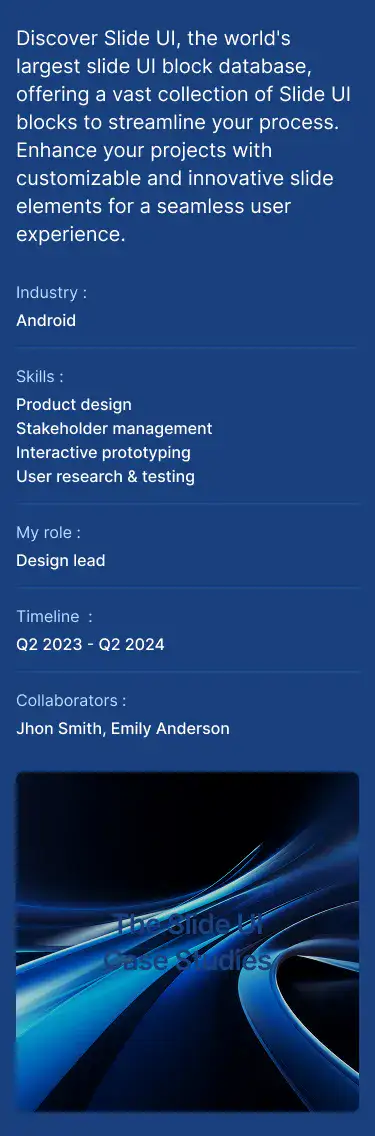 Discover Slide UI, the world's
largest slide UI block database,
offering a vast collection of Slide UI
blocks to streamline your process.
Enhance your projects with
customizable and innovative slide
elements for a seamless user
experience.
Industry :
Android
Skills :
Product design
Stakeholder management
Interactive prototyping
User research & testing
My role :
Design lead
Timeline  :
Q2 2023 - Q2 2024
Collaborators :
Jhon Smith, Emily Anderson
The Slide UI
Case Studies